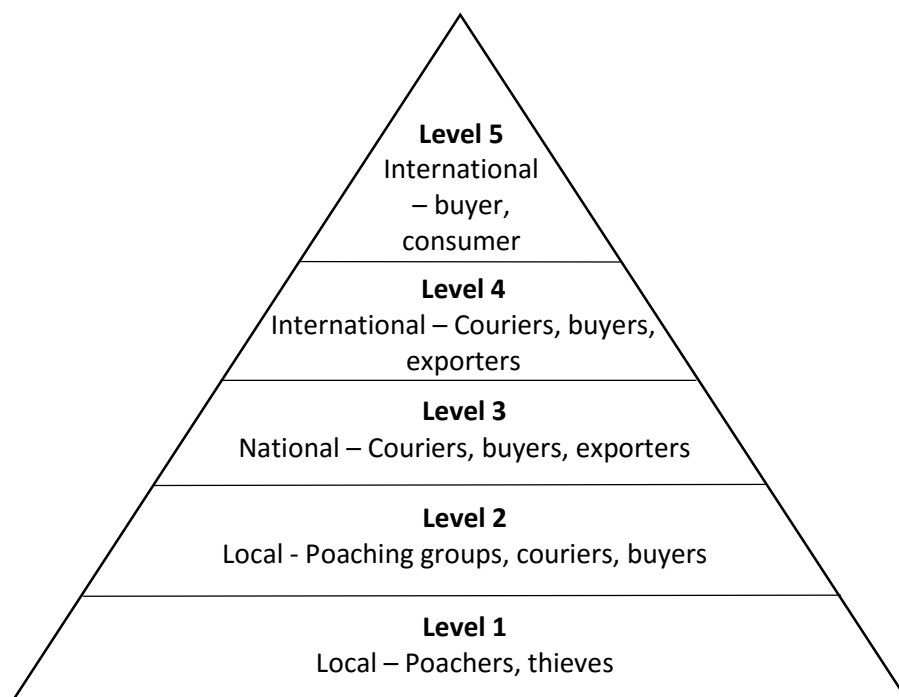 Level 5
International
– buyer,
consumer
Level 4
International – Couriers, buyers,
exporters
Level 3
National – Couriers, buyers, exporters
Level 2
Local - Poaching groups, couriers, buyers
Level 1
Local – Poachers, thieves